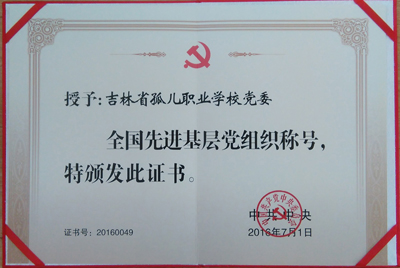 授予：吉林省孤儿职业学校党委
全国先进基层党组织称号，
特颁发此证书。
中共中央
证书号：20160049
2016年7月1日